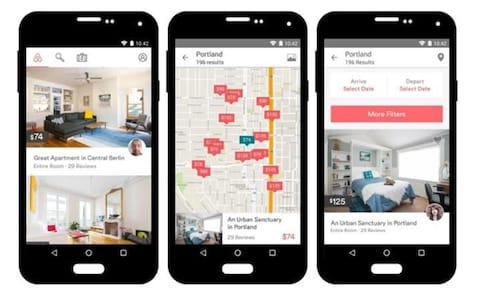 10:42
$74
Great Apartment in Central Berlin
Entire Room · 29 Reviews
10:42
Portland
196 results
$74
An Urban Sanctuary
in Portland
29 Reviews
$74
10:42
Portland
196 results
Arrive
Select Date
Depart
Select Date
More Filters
$125
An Urban Sanctuary in Portland
Entire Room · 29 Reviews